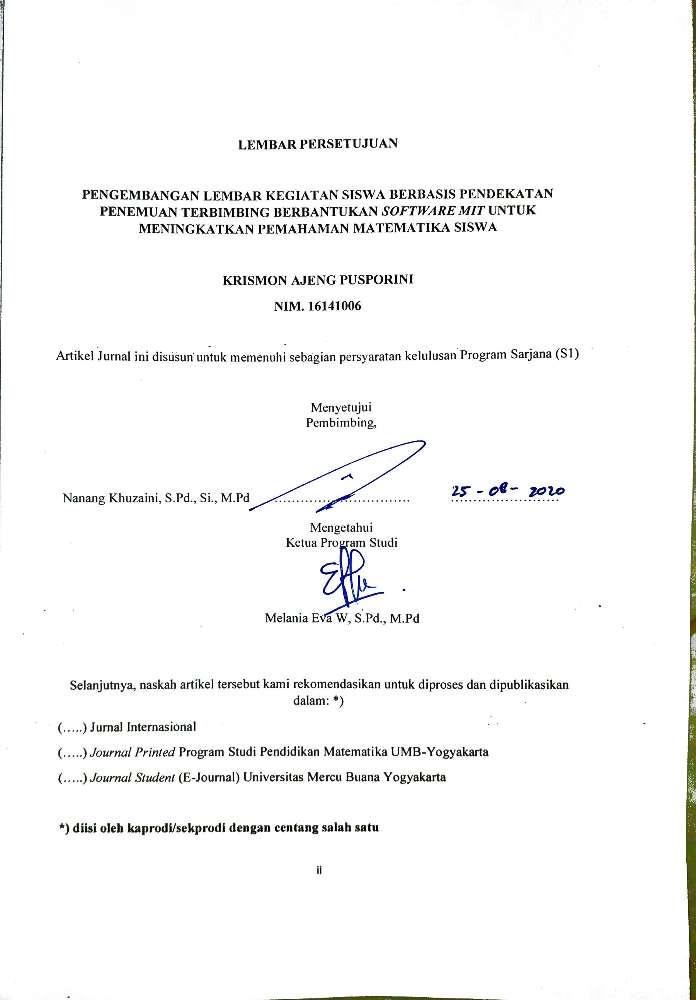 LEMBAR PERSETUJUAN
PENGEMBANGAN LEMBAR KEGIATAN SISWA BERBASIS PENDEKATAN
PENEMUAN TERBIMBING BERBANTUKAN SOFTWARE MIT UNTUK
MENINGKATKAN PEMAHAMAN MATEMATIKA SISWA
KRISMON AJENG PUSPORINI
NIM. 16141006
Artikel Jurnal ini disusun untuk memenuhi sebagian persyaratan kelulusan Program Sarjana (S1)
Menyetujui
Pembimbing,
Nanang Khuzaini, S.Pd., Si., M.Pd ............................... 25 - 08 - 2020
Mengetahui
Ketua Program Studi
Melania Eva W, S.Pd., M.Pd
Selanjutnya, naskah artikel tersebut kami rekomendasikan untuk diproses dan dipublikasikan
dalam: *)
(.....) Jurnal Internasional
(.....) Journal Printed Program Studi Pendidikan Matematika UMB-Yogyakarta
(.....) Journal Student (E-Journal) Universitas Mercu Buana Yogyakarta
*) diisi oleh kaprodi/sekprodi dengan centang salah satu
ii